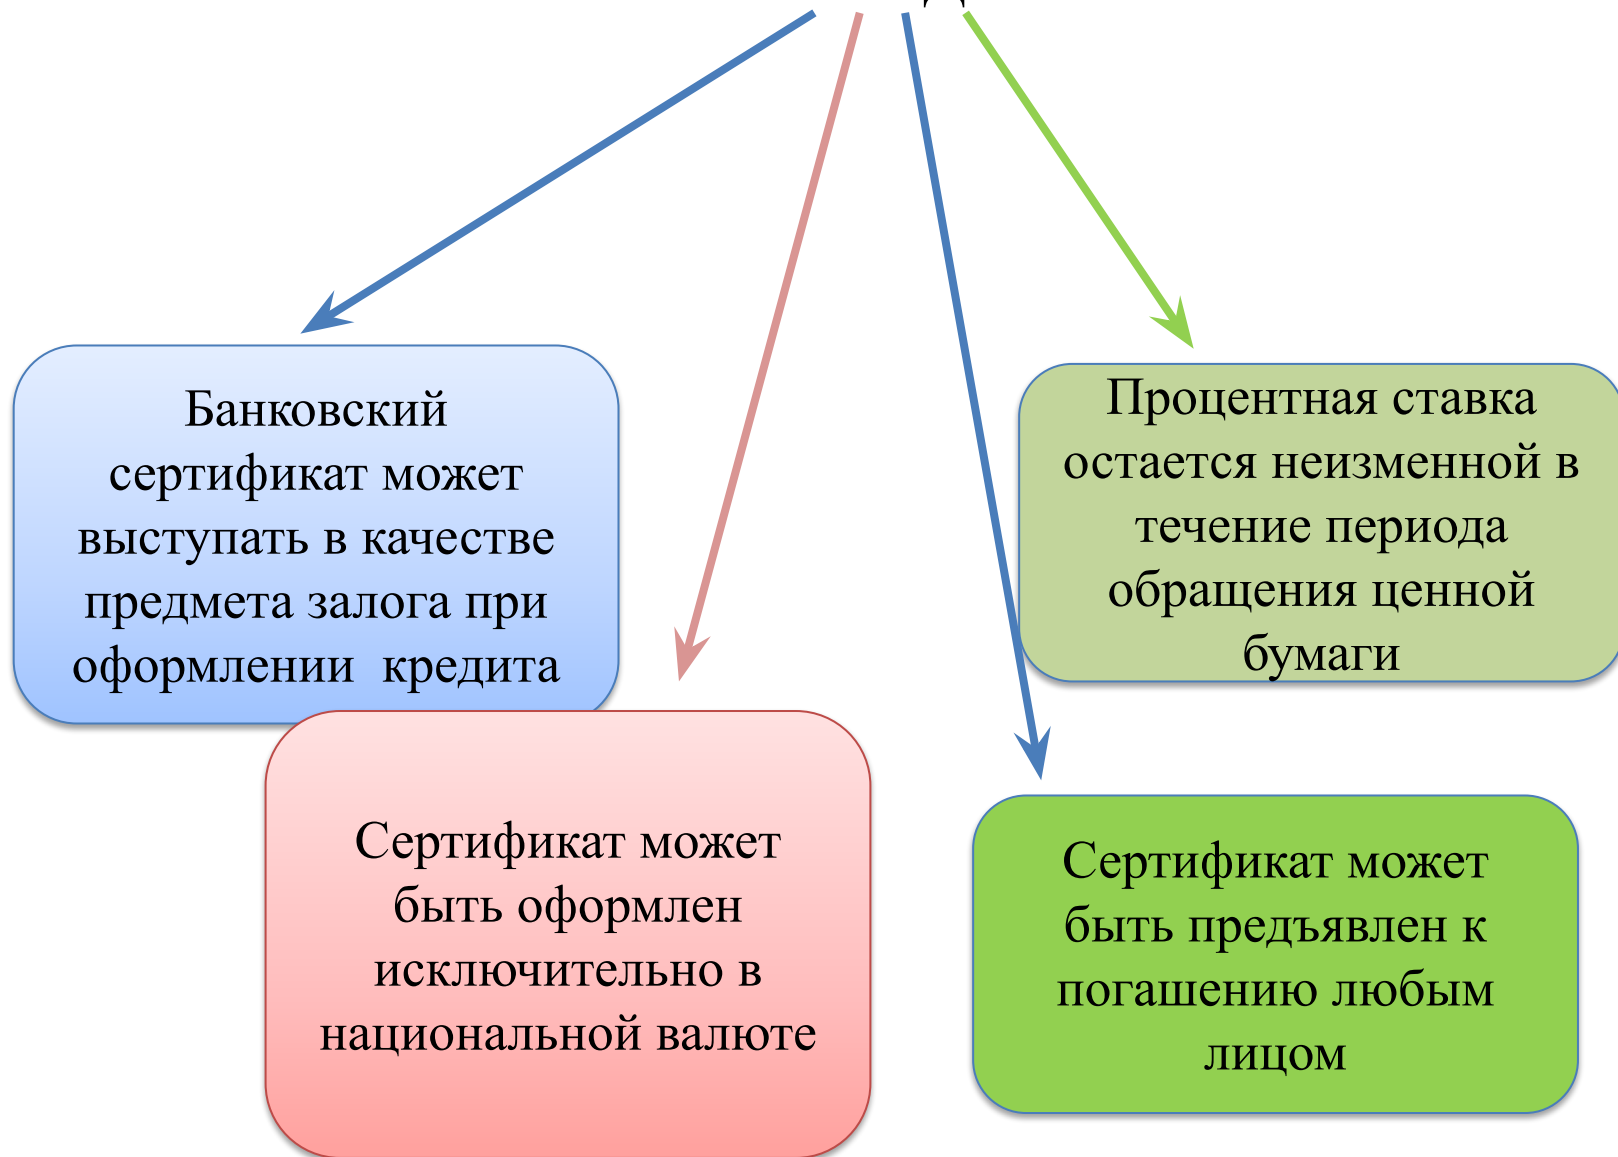 Банковский
сертификат может
выступать в качестве
предмета залога при
оформлении  кредита
Сертификат может
быть оформлен
исключительно в
национальной валюте
Процентная ставка
остается неизменной в
течение периода
обращения ценной
бумаги
Сертификат может
быть предъявлен к
погашению любым
лицом